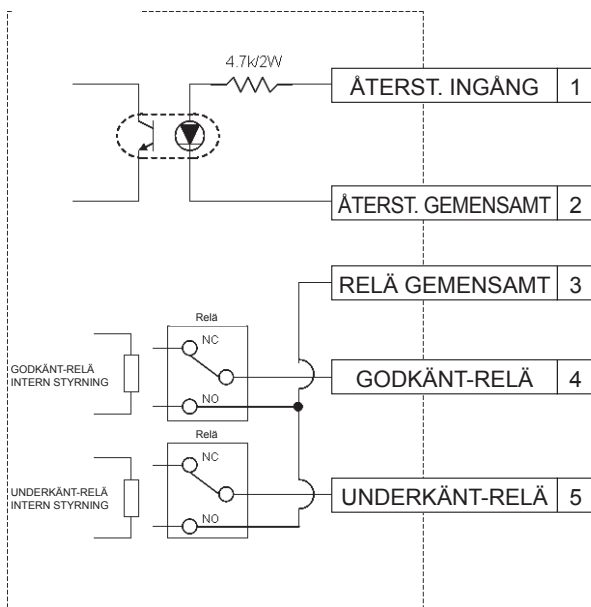 4.7k/2W
ÅTERST. INGÅNG 1
ÅTERST. GEMENSAMT 2
RELÄ GEMENSAMT 3
Relä
NC
GODKÄNT-RELÄ
INTERN STYRNING
GODKÄNT-RELÄ 4
NO
Relä
NC
UNDERKÄNT-RELÄ
INTERN STYRNING
UNDERKÄNT-RELÄ 5
NO